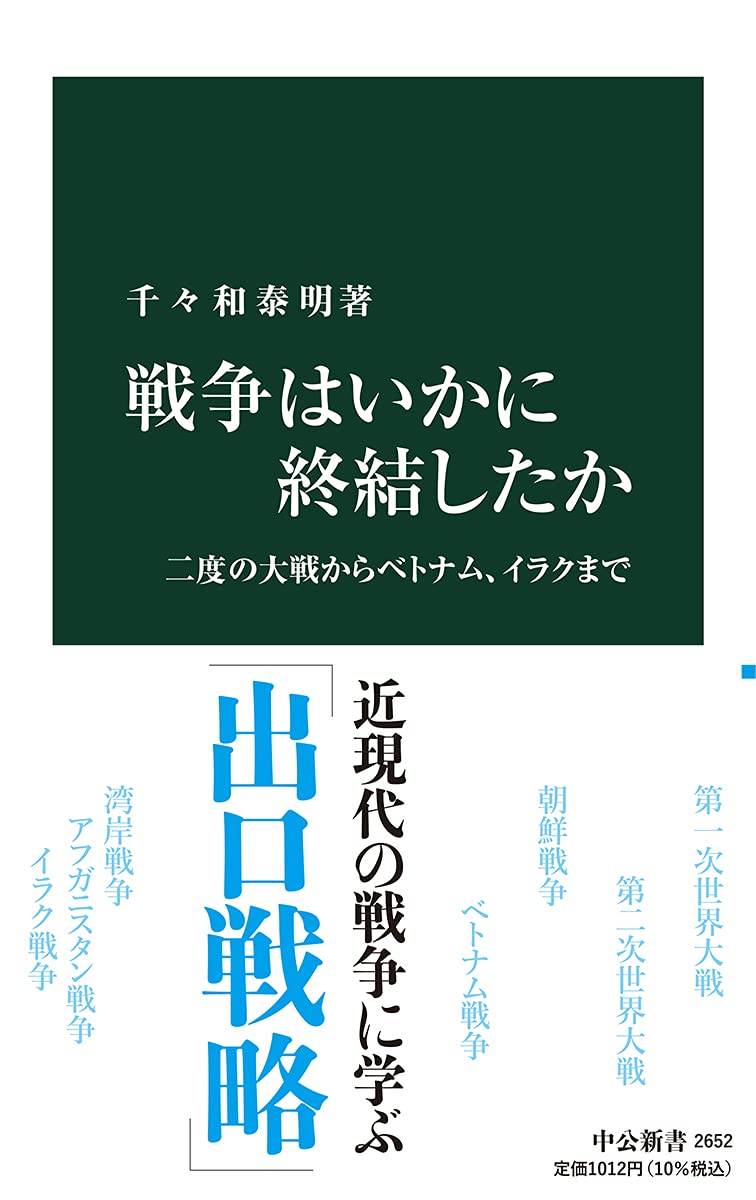 千々和泰明著
戦争はいかに
終結したか
二度の大戦からベトナム、イラクまで
近現代の戦争に学ぶ
「出口戦略」
第一次世界大戦
第二次世界大戦
朝鮮戦争
ベトナム戦争
湾岸戦争
アフガニスタン戦争
イラク戦争
中公新書 2652
定価1012円(10%税込)